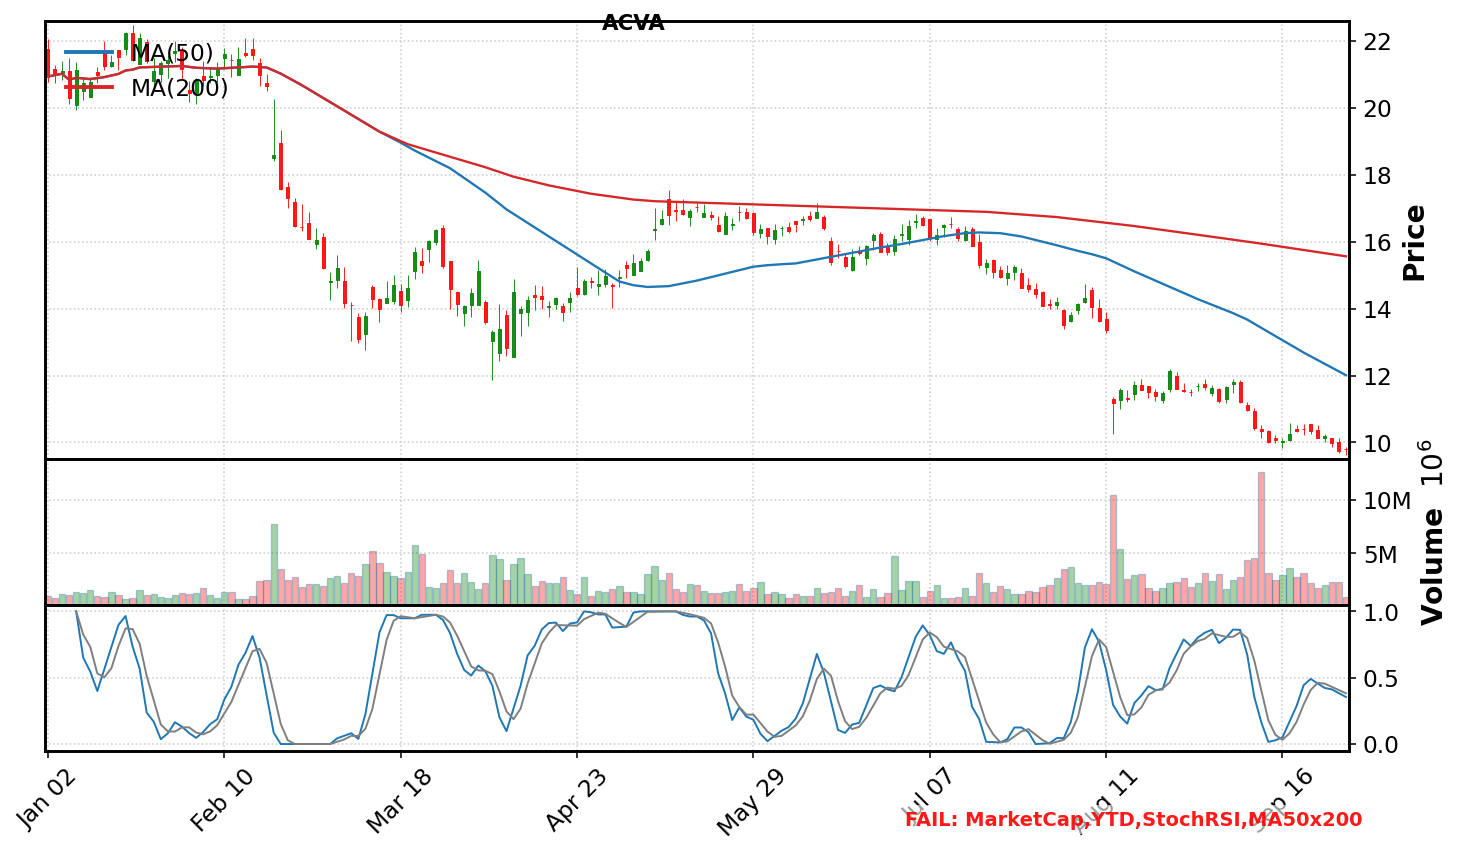 ACVA
MA(50)
MA(200)
22
20
18
16
14
12
10
Price
10M
5M
Volume 10⁶
1.0
0.5
0.0
Jan 02
Feb 10
Mar 18
Apr 23
May 29
Jul 07
Aug 11
Sep 16
FAIL: MarketCap,YTD,StochRSI,MA50x200